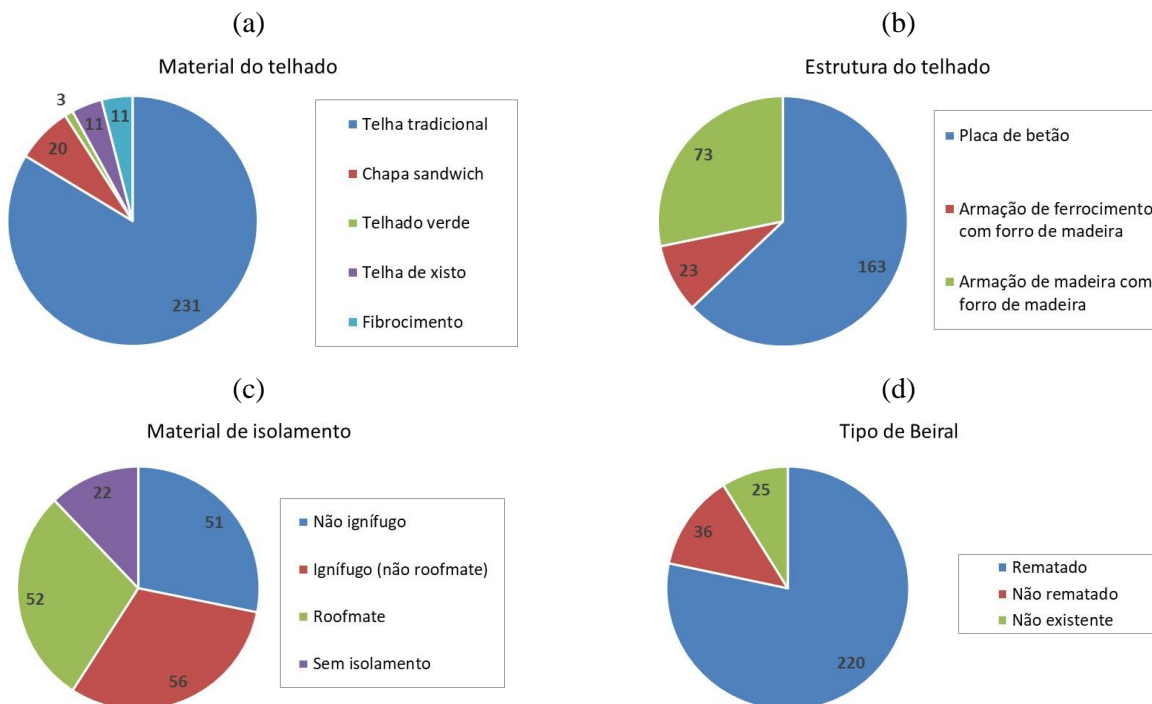 (a)
Material do telhado
3
11
11
20
231
Telha tradicional
Chapa sandwich
Telhado verde
Telha de xisto
Fibrocimento
(b)
Estrutura do telhado
73
23
163
Placa de betão
Armação de ferrocimento
com forro de madeira
Armação de madeira com
forro de madeira
(c)
Material de isolamento
22
51
52
56
Não ignífugo
Ignífugo (não roofmate)
Roofmate
Sem isolamento
(d)
Tipo de Beiral
25
36
220
Rematado
Não rematado
Não existente